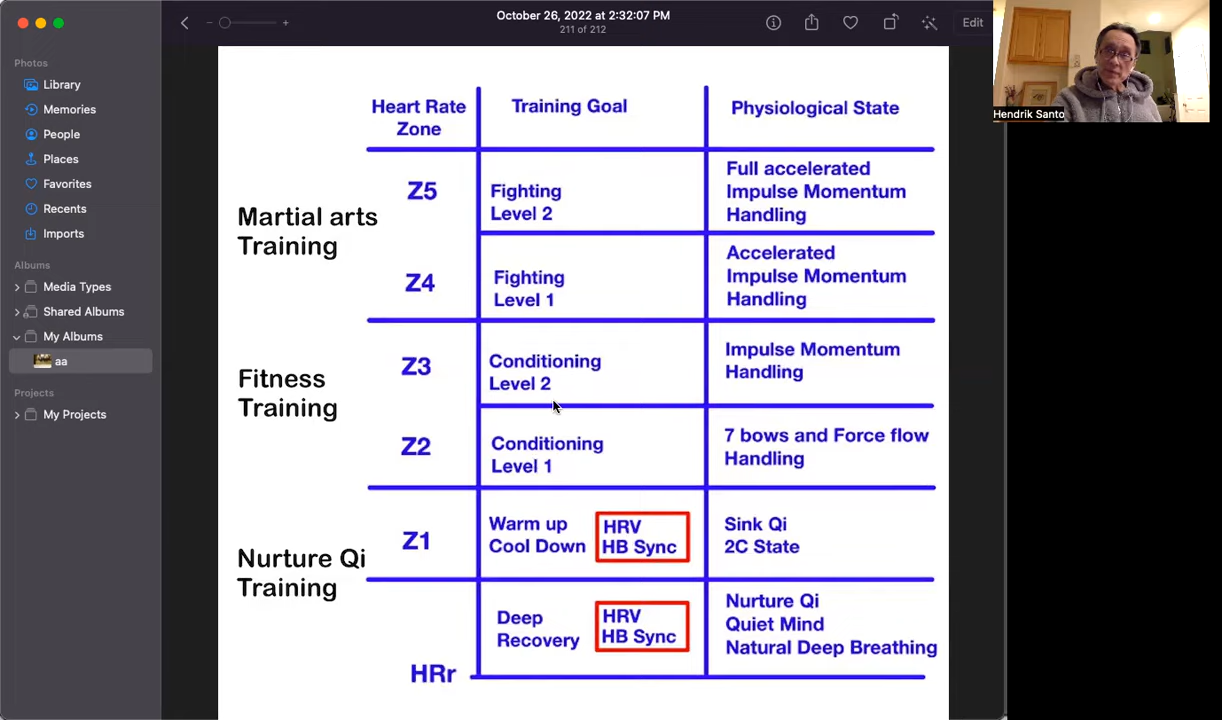 October 26, 2022 at 2:32:07 PM
211 of 212
Edit
Photos
Library
Memories
People
Places
Favorites
Recents
Imports
Albums
Media Types
Shared Albums
My Albums
aa
Projects
My Projects
Hendrik Santo
Heart Rate
Zone
Training Goal
Physiological State
Martial arts
Training
Z5
Fighting
Level 2
Full accelerated
Impulse Momentum
Handling
Z4
Fighting
Level 1
Accelerated
Impulse Momentum
Handling
Fitness
Training
Z3
Conditioning
Level 2
Impulse Momentum
Handling
Z2
Conditioning
Level 1
7 bows and Force flow
Handling
Nurture Qi
Training
Z1
Warm up
Cool Down
HRV
HB Sync
Sink Qi
2C State
Deep
Recovery
HRV
HB Sync
Nurture Qi
Quiet Mind
Natural Deep Breathing
HRr